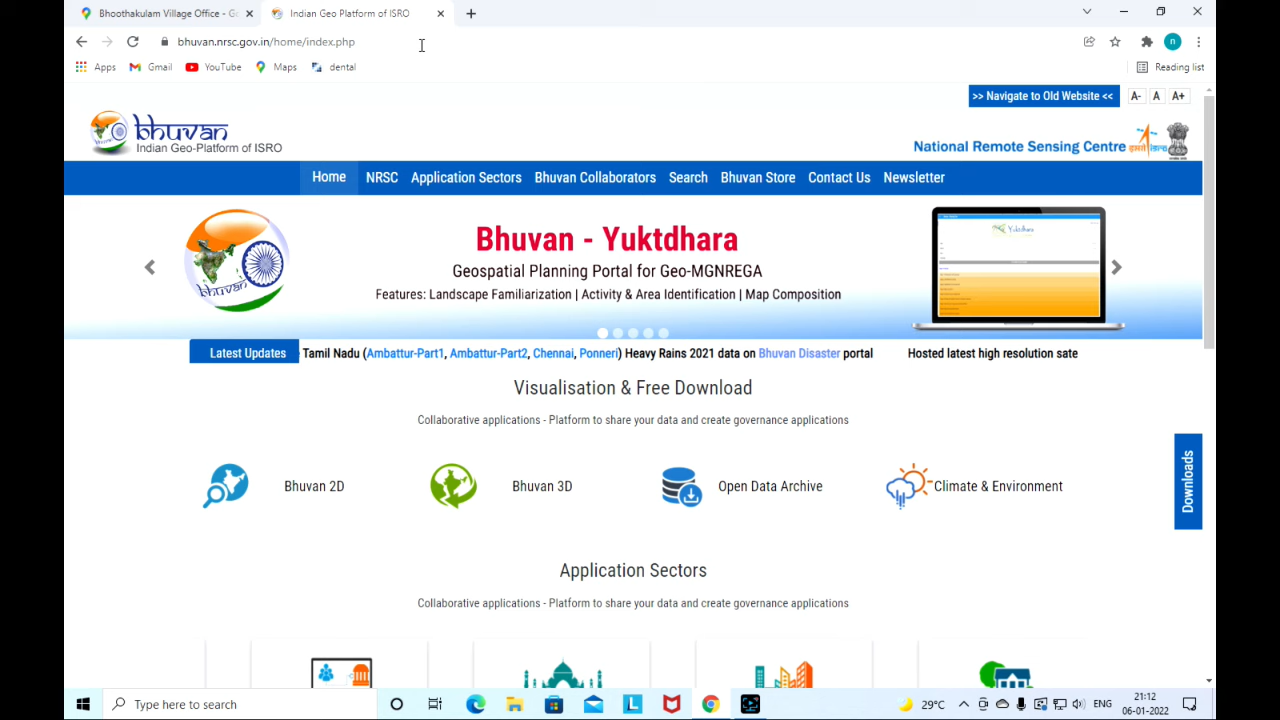 Bhoothakulam Village Office - Go
Indian Geo Platform of ISRO
bhuvan.nrsc.gov.in/home/index.php
n
Apps
Gmail
YouTube
Maps
dental
Reading list
>> Navigate to Old Website <<
A-
A
A+
bhuvan
Indian Geo-Platform of ISRO
National Remote Sensing Centre
Home
NRSC
Application Sectors
Bhuvan Collaborators
Search
Bhuvan Store
Contact Us
Newsletter
bhuvan
Bhuvan - Yuktdhara
Geospatial Planning Portal for Geo-MGNREGA
Features: Landscape Familiarization | Activity & Area Identification | Map Composition
Yuktdhara
Latest Updates
Tamil Nadu (Ambattur-Part1, Ambattur-Part2, Chennai, Ponneri) Heavy Rains 2021 data on Bhuvan Disaster portal
Hosted latest high resolution sate
Visualisation & Free Download
Collaborative applications - Platform to share your data and create governance applications
Bhuvan 2D
Bhuvan 3D
Open Data Archive
Climate & Environment
Downloads
Application Sectors
Collaborative applications - Platform to share your data and create governance applications
Type here to search
29°C
ENG
21:12
06-01-2022